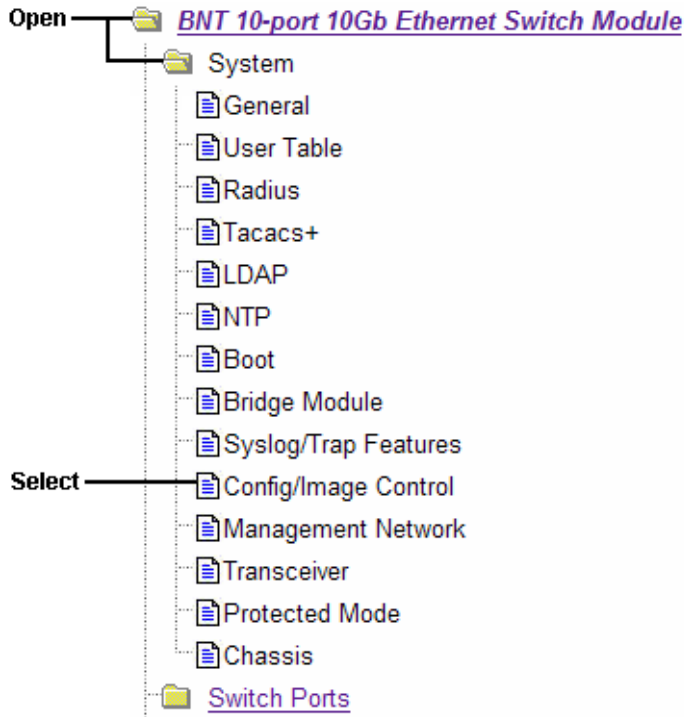 Open BNT 10-port 10Gb Ethernet Switch Module
System
General
User Table
Radius
Tacacs+
LDAP
NTP
Boot
Bridge Module
Syslog/Trap Features
Select Config/Image Control
Management Network
Transceiver
Protected Mode
Chassis
Switch Ports